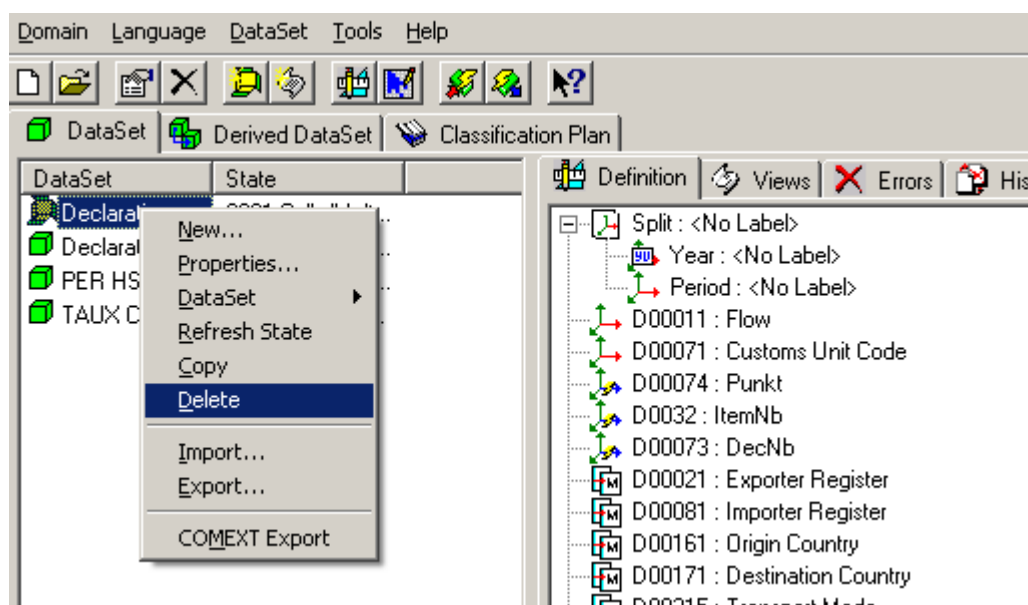 Domain Language DataSet Tools Help
DataSet Derived DataSet Classification Plan
DataSet State
Declarat
Declarat
PER HS
TAUX C
New...
Properties...
DataSet
Refresh State
Copy
Delete
Import...
Export...
COMEXT Export
Definition Views Errors His
Split : <No Label>
Year : <No Label>
Period : <No Label>
D00011 : Flow
D00071 : Customs Unit Code
D00074 : Punkt
D0032 : ItemNb
D00073 : DecNb
D00021 : Exporter Register
D00081 : Importer Register
D00161 : Origin Country
D00171 : Destination Country